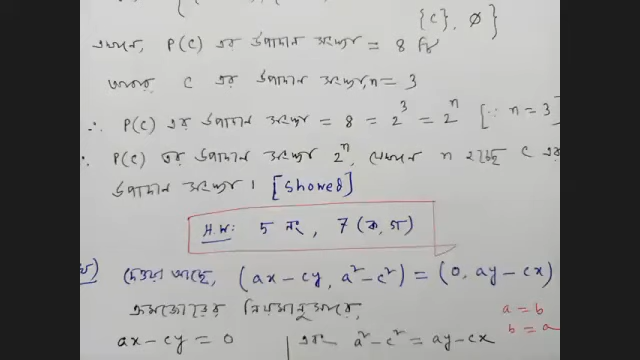 {C}, Ø}
এখানে, P(C) এর উপাদান সংখ্যা = 8 টি
আবার C এর উপাদান সংখ্যা, n = 3
∴ P(C) এর উপাদান সংখ্যা = 8 = 2³ = 2ⁿ [∵ n = 3]
∴ P(C) এর উপাদান সংখ্যা 2ⁿ, যেখানে n হচ্ছে C এর
উপাদান সংখ্যা। [Showed]
H.W: 5 নং, 7 (ক, গ)
দেওয়া আছে, (ax – cy, a² – c²) = (0, ay – cx)
ক্রমজোড়ের নিয়মানুসারে,
a = b
b = a
ax – cy = 0 | এবং a² – c² = ay – cx